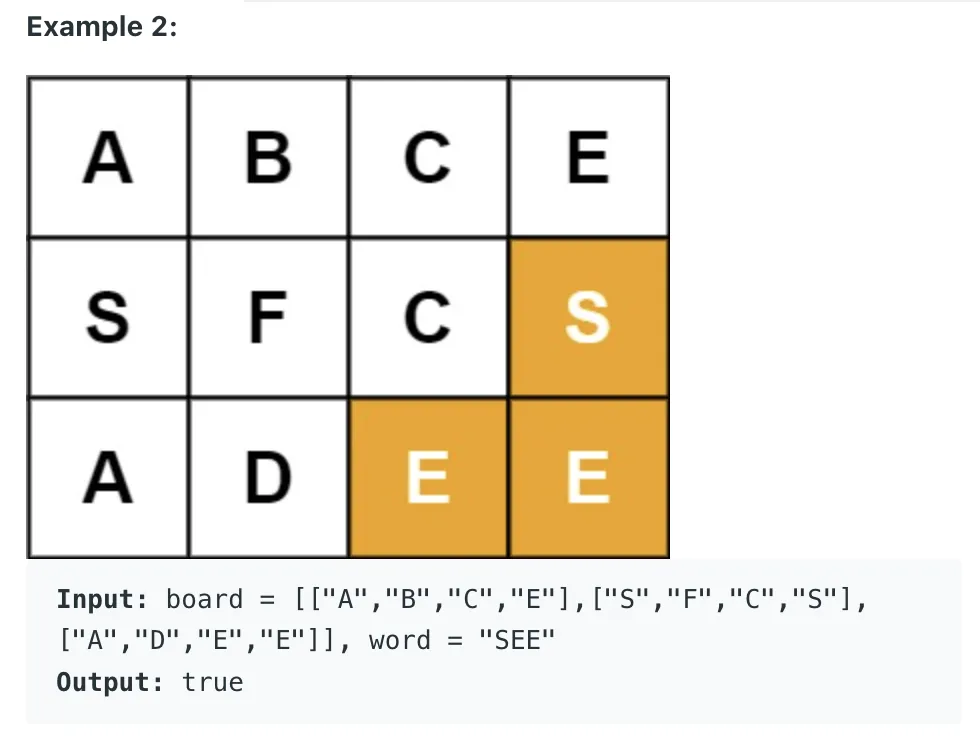 Example 2:
A B C E
S F C S
A D E E
Input: board = [["A","B","C","E"],["S","F","C","S"],
["A","D","E","E"]], word = "SEE"
Output: true